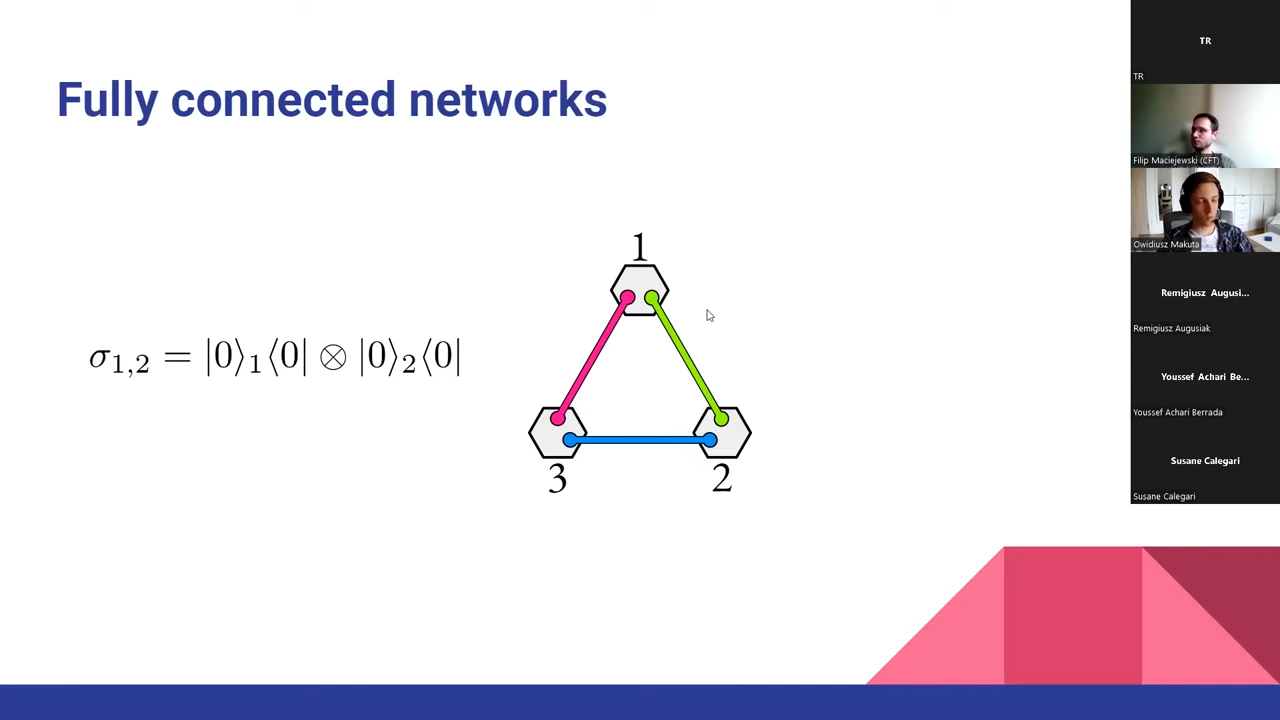 Fully connected networks
1
σ₁,₂ = |0⟩₁⟨0| ⊗ |0⟩₂⟨0|
3
2
TR
TR
Filip Maciejewski (CFT)
Owidiusz Makuta
Remigiusz Augusi...
Remigiusz Augusiak
Youssef Achari Be...
Youssef Achari Berrada
Susane Calegari
Susane Calegari